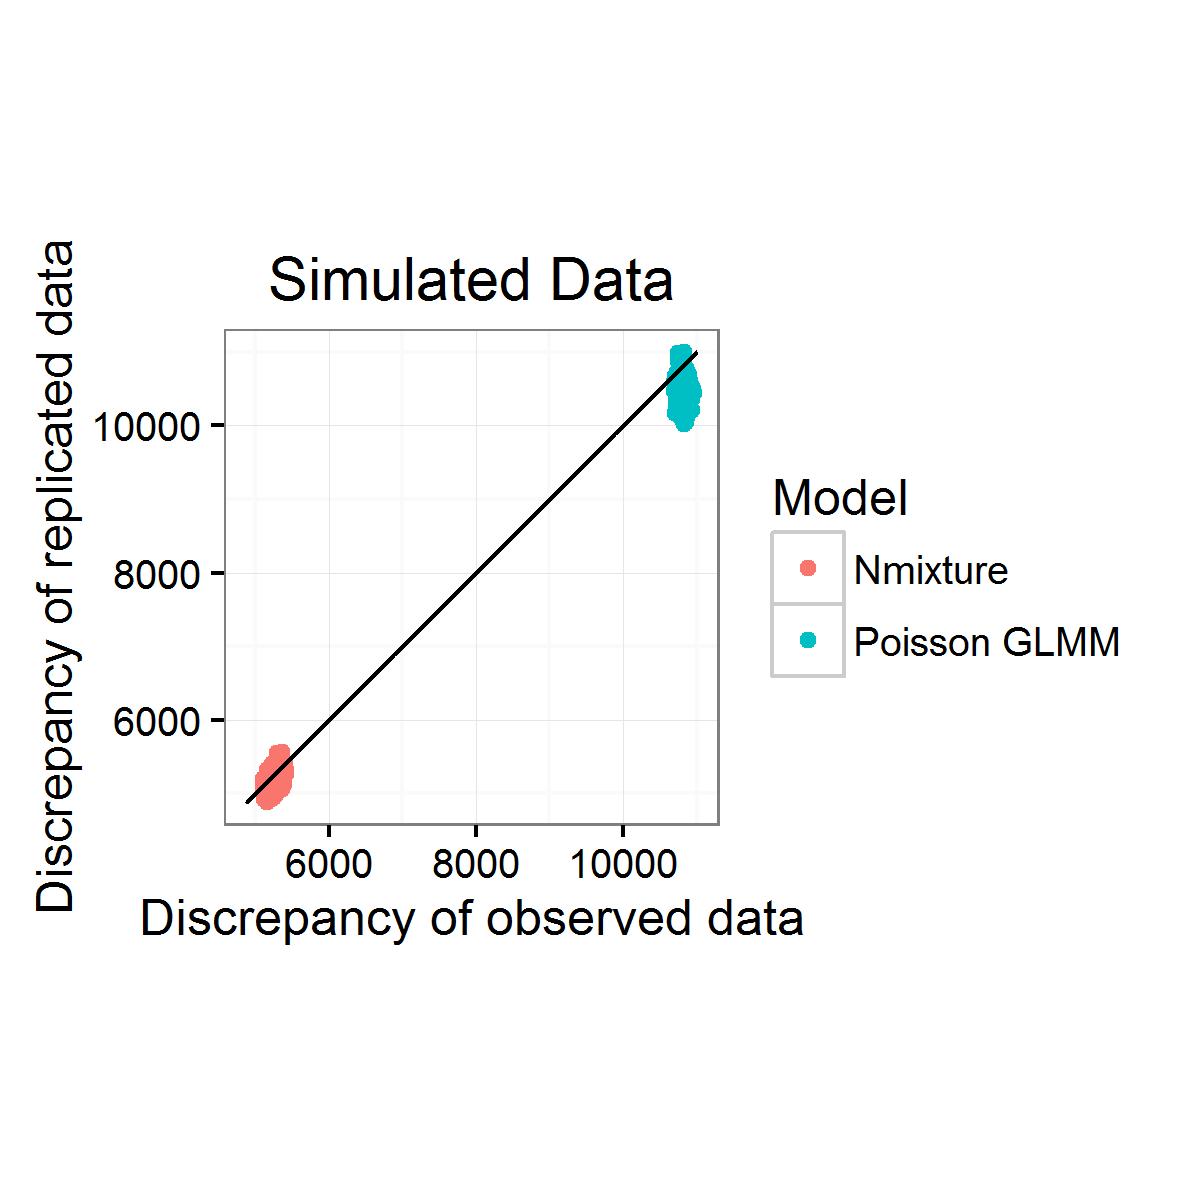 Simulated Data
Discrepancy of replicated data
10000
8000
6000
6000 8000 10000
Discrepancy of observed data
Model
Nmixture
Poisson GLMM